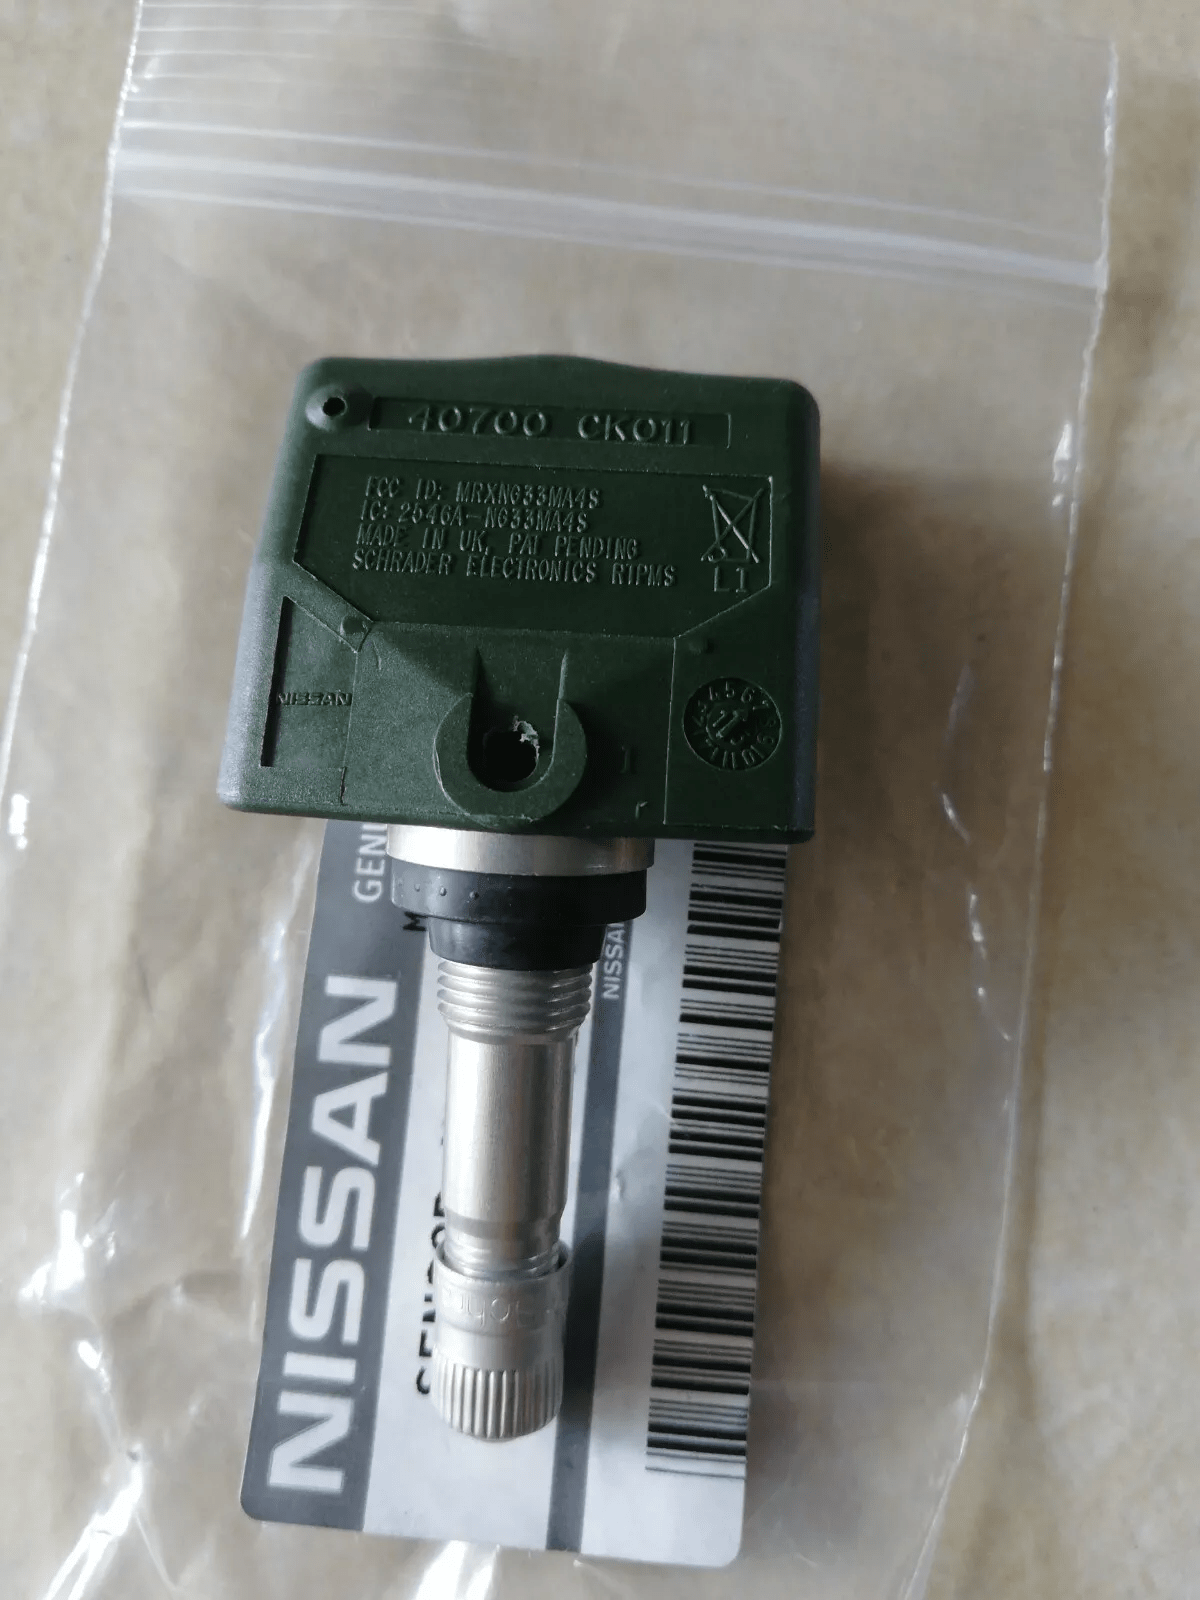 40700 CK011
FCC ID: MRXNG33MA4S
IC: 2546A-NG33MA4S
MADE IN UK, PAT PENDING
SCHRADER ELECTRONICS RTPMS
L1
NISSAN
11
NISSAN